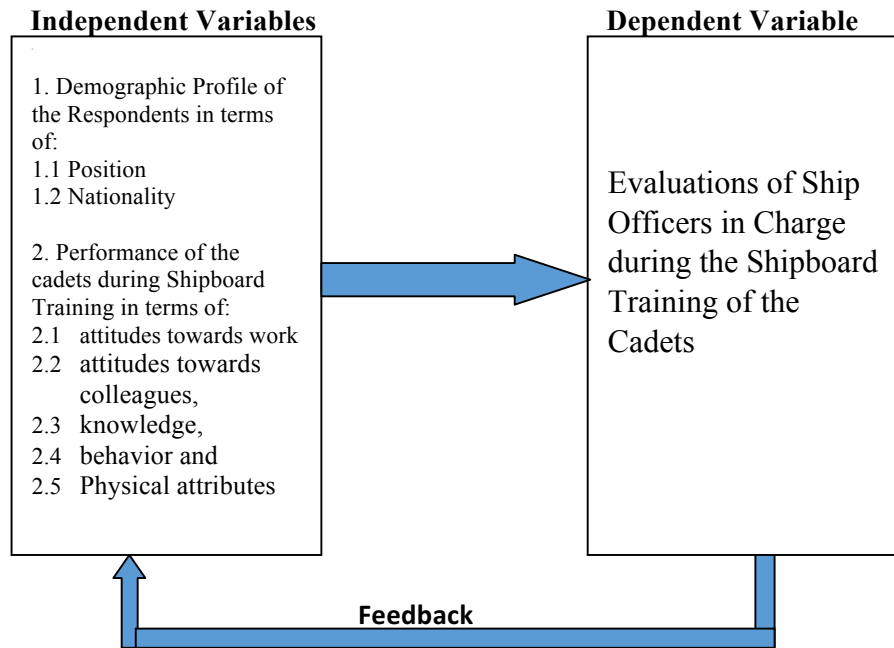 Independent Variables
1. Demographic Profile of
the Respondents in terms
of:
1.1 Position
1.2 Nationality
2. Performance of the
cadets during Shipboard
Training in terms of:
2.1 attitudes towards work
2.2 attitudes towards
colleagues,
2.3 knowledge,
2.4 behavior and
2.5 Physical attributes
Dependent Variable
Evaluations of Ship
Officers in Charge
during the Shipboard
Training of the
Cadets
Feedback